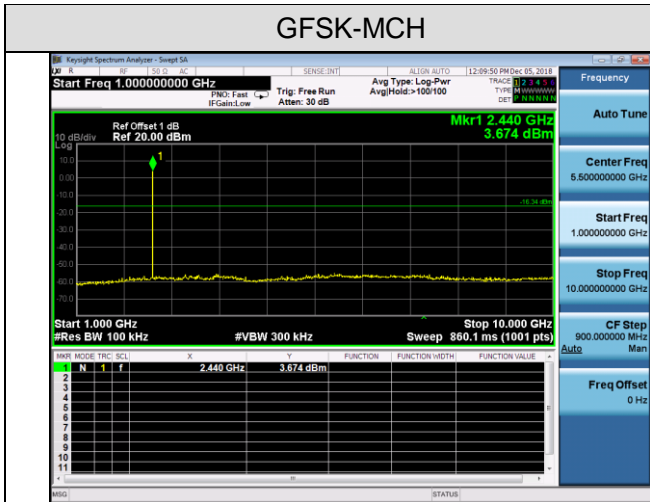 GFSK-MCH
Keysight Spectrum Analyzer - Swept SA
R RF 50 Ω AC SENSE:INT ALIGN AUTO 12:09:50 PM Dec 05, 2018
Start Freq 1.000000000 GHz
PNO: Fast
IFGain:Low
Trig: Free Run
Atten: 30 dB
Avg Type: Log-Pwr
Avg|Hold:>100/100
TRACE 1 2 3 4 5 6
TYPE M W W W W W
DET P N N N N N
Frequency
Auto Tune
Center Freq
5.500000000 GHz
Start Freq
1.000000000 GHz
Stop Freq
10.000000000 GHz
CF Step
900.000000 MHz
Auto Man
Freq Offset
0 Hz
Ref Offset 1 dB
10 dB/div Ref 20.00 dBm
Log
Mkr1 2.440 GHz
3.674 dBm
1
10.0
0.00
-10.0
-16.34 dBm
-20.0
-30.0
-40.0
-50.0
-60.0
-70.0
Start 1.000 GHz Stop 10.000 GHz
#Res BW 100 kHz #VBW 300 kHz Sweep 860.1 ms (1001 pts)
MKR MODE TRC SCL X Y FUNCTION FUNCTION WIDTH FUNCTION VALUE
1 N 1 f 2.440 GHz 3.674 dBm
2
3
4
5
6
7
8
9
10
11
MSG STATUS